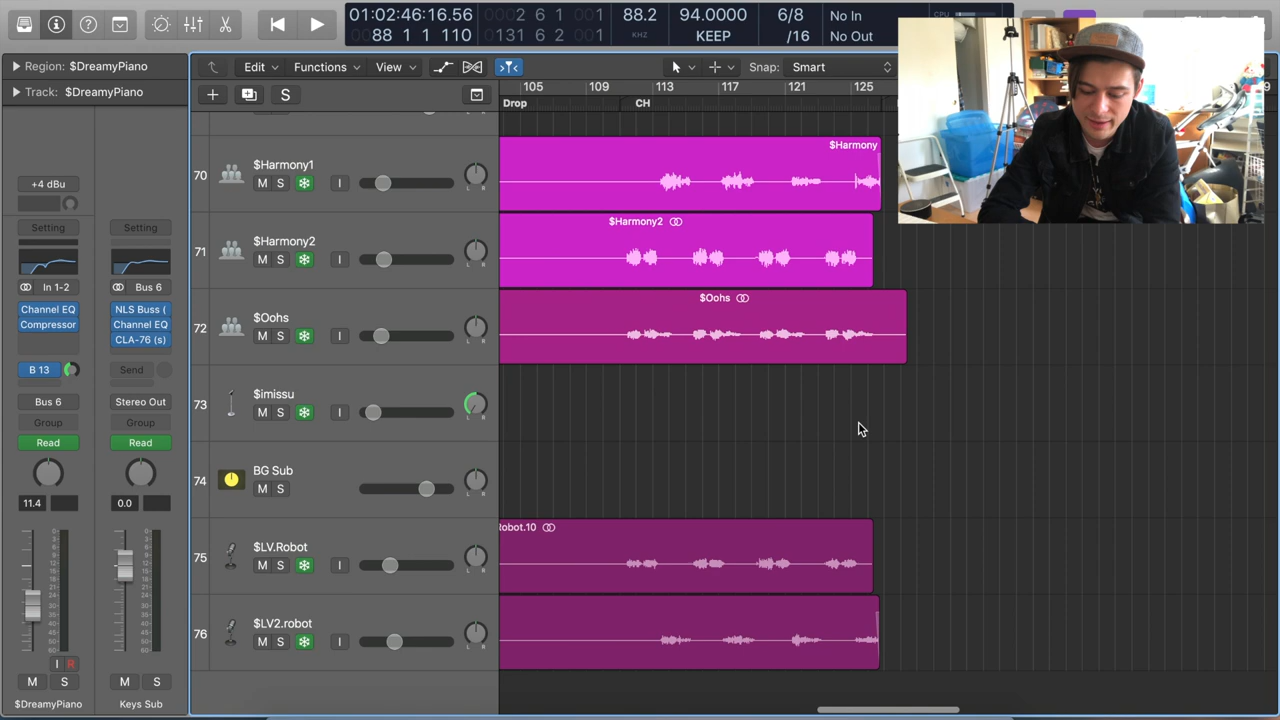 01:02:46:16.56
88 1 1 110
2 6 1 001
0131 6 2 001
88.2
KHZ
94.0000
KEEP
6/8
/16
No In
No Out
CPU
Region: $DreamyPiano
Track: $DreamyPiano
Edit
Functions
View
Snap: Smart
S
105
109
113
117
121
125
Drop
CH
70
$Harmony1
M S I
L R
$Harmony
71
$Harmony2
M S I
L R
$Harmony2
72
$Oohs
M S I
L R
$Oohs
73
$imissu
M S I
L R
74
BG Sub
M S
L R
75
$LV.Robot
M S I
L R
Robot.10
76
$LV2.robot
M S I
L R
+4 dBu
Setting
Setting
In 1-2
Bus 6
Channel EQ
NLS Buss (
Compressor
Channel EQ
CLA-76 (s)
B 13
Send
Bus 6
Stereo Out
Group
Group
Read
Read
11.4
0.0
I R
M S
M S
$DreamyPiano
Keys Sub